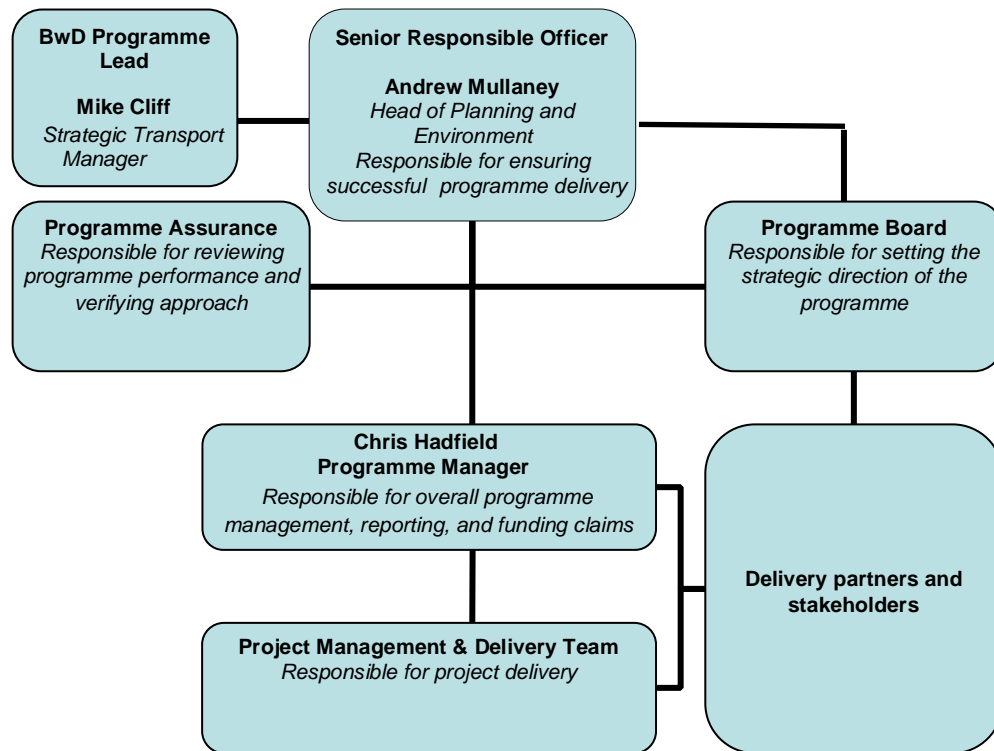 BwD Programme
Lead
Mike Cliff
Strategic Transport
Manager
Senior Responsible Officer
Andrew Mullaney
Head of Planning and
Environment
Responsible for ensuring
successful programme delivery
Programme Assurance
Responsible for reviewing
programme performance and
verifying approach
Programme Board
Responsible for setting the
strategic direction of the
programme
Chris Hadfield
Programme Manager
Responsible for overall programme
management, reporting, and funding claims
Delivery partners and
stakeholders
Project Management & Delivery Team
Responsible for project delivery